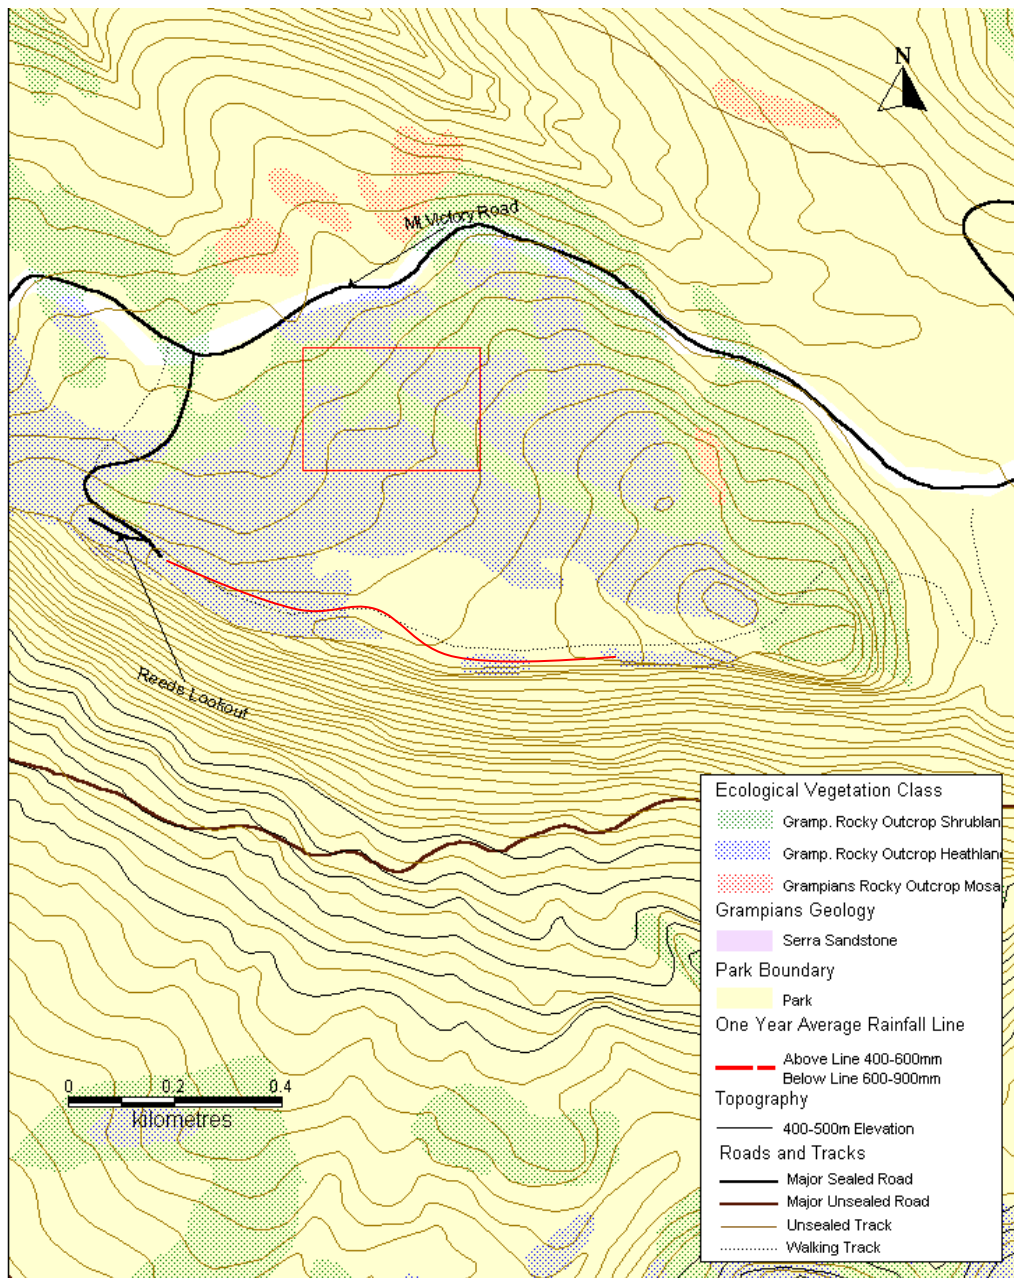 N
Mt Victory Road
Reeds Lookout
Ecological Vegetation Class
Gramp. Rocky Outcrop Shrublan
Gramp. Rocky Outcrop Heathlan
Grampians Rocky Outcrop Mosa
Grampians Geology
Serra Sandstone
Park Boundary
Park
One Year Average Rainfall Line
Above Line 400-600mm
Below Line 600-900mm
Topography
400-500m Elevation
Roads and Tracks
Major Sealed Road
Major Unsealed Road
Unsealed Track
Walking Track
0 0.2 0.4
kilometres